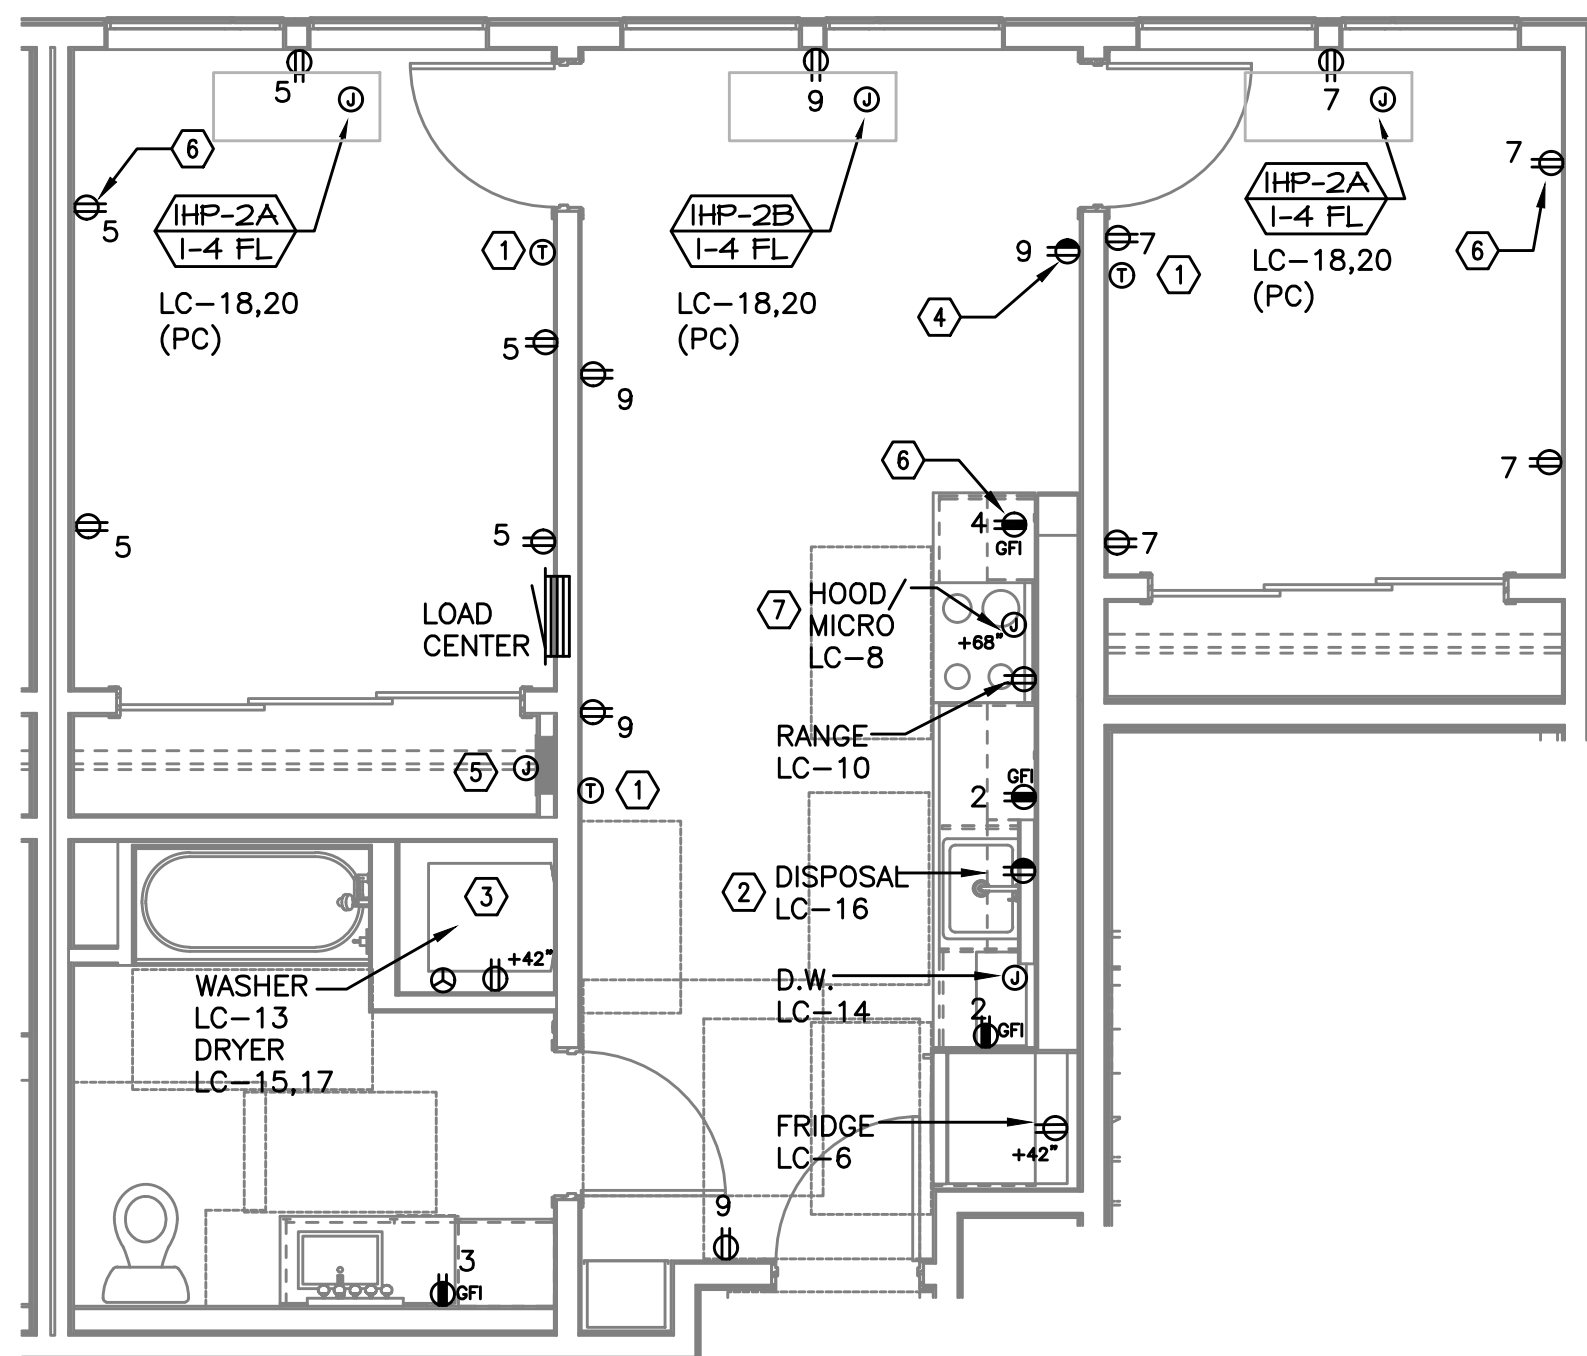 5
J
9
J
7
J
6
5
IHP-2A
1-4 FL
LC-18,20
(PC)
1
T
IHP-2B
1-4 FL
LC-18,20
(PC)
9
4
7
T
1
IHP-2A
1-4 FL
LC-18,20
(PC)
7
6
5
9
7
5
5
7
6
4
GFI
LOAD
CENTER
7
HOOD/
MICRO
LC-8
J
+68"
9
RANGE
LC-10
5
J
T
1
GFI
2
3
2
DISPOSAL
LC-16
+42"
WASHER
LC-13
DRYER
LC-15,17
D.W.
LC-14
J
2
GFI
FRIDGE
LC-6
+42"
9
3
GFI